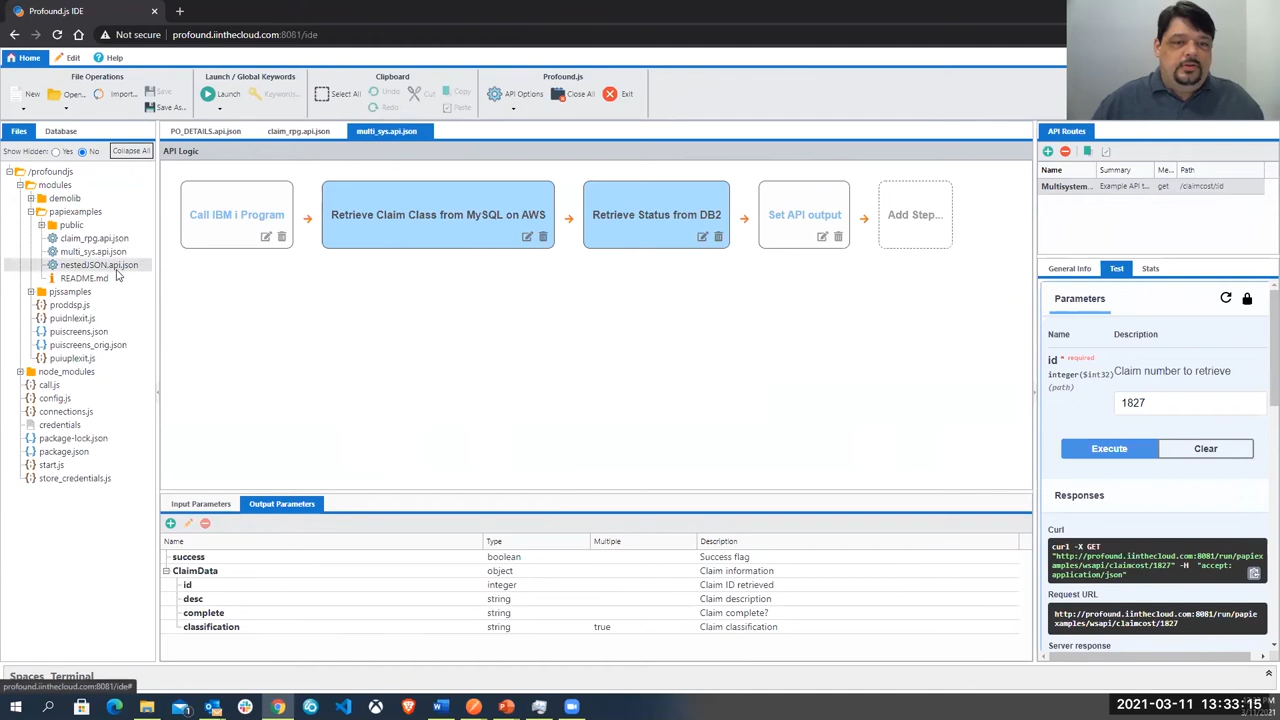 Profound.js IDE
Not secure profound.iinthecloud.com:8081/ide
Home Edit Help
File Operations Launch / Global Keywords Clipboard Profound.js
New Open... Import... Save Save As... Launch Keywords... Select All Undo Redo Cut Copy Paste API Options Close All Exit
Files Database
PO_DETAILS.api.json claim_rpg.api.json multi_sys.api.json
API Routes
Show Hidden: Yes No Collapse All
API Logic
/profoundjs
modules
demolib
papiexamples
public
claim_rpg.api.json
multi_sys.api.json
nestedJSON.api.json
README.md
pjssamples
proddsp.js
puidnlexit.js
puiscreens.json
puiscreens_orig.json
puiuplexit.js
node_modules
call.js
config.js
connections.js
credentials
package-lock.json
package.json
start.js
store_credentials.js
Call IBM i Program
Retrieve Claim Class from MySQL on AWS
Retrieve Status from DB2
Set API output
Add Step...
Name Summary Me... Path
Multisystem... Example API t... get /claimcost/:id
General Info Test Stats
Parameters
Name Description
id * required
integer($int32)
(path)
Claim number to retrieve
1827
Execute Clear
Responses
Curl
curl -X GET
"http://profound.iinthecloud.com:8081/run/papiex
amples/wsapi/claimcost/1827" -H "accept:
application/json"
Request URL
http://profound.iinthecloud.com:8081/run/papiex
amples/wsapi/claimcost/1827
Server response
Input Parameters Output Parameters
Name Type Multiple Description
success boolean Success flag
ClaimData object Claim information
id integer Claim ID retrieved
desc string Claim description
complete string Claim complete?
classification string true Claim classification
Spaces Terminal
profound.iinthecloud.com:8081/ide#
2021-03-11 13:33:15
3/11/2021